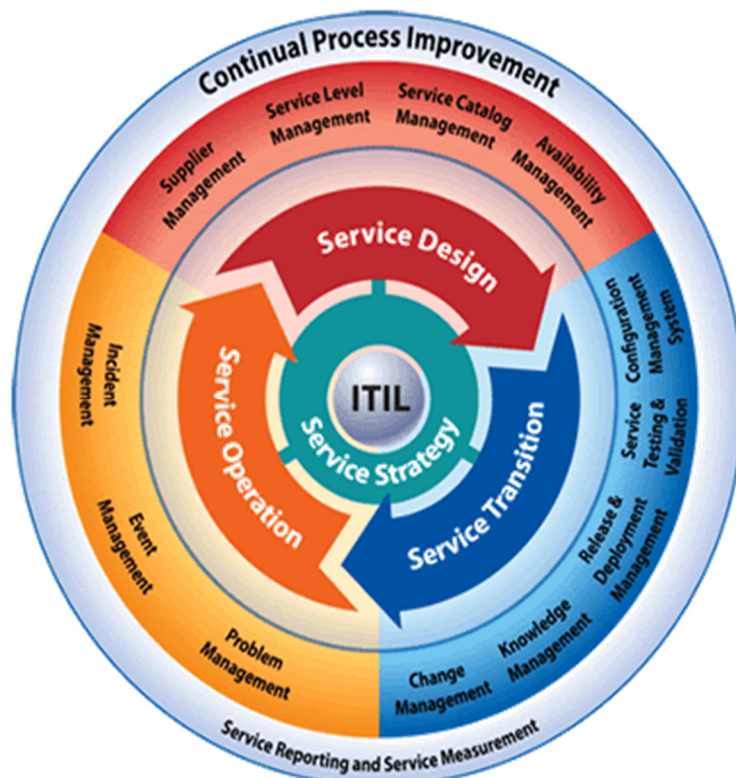 Continual Process Improvement
Supplier
Management
Service Level
Management
Service Catalog
Management
Availability
Management
Configuration
Management
System
Service
Testing &
Validation
Release &
Deployment
Management
Knowledge
Management
Change
Management
Problem
Management
Event
Management
Incident
Management
Service Design
Service Transition
Service Operation
Service Strategy
ITIL
Service Reporting and Service Measurement